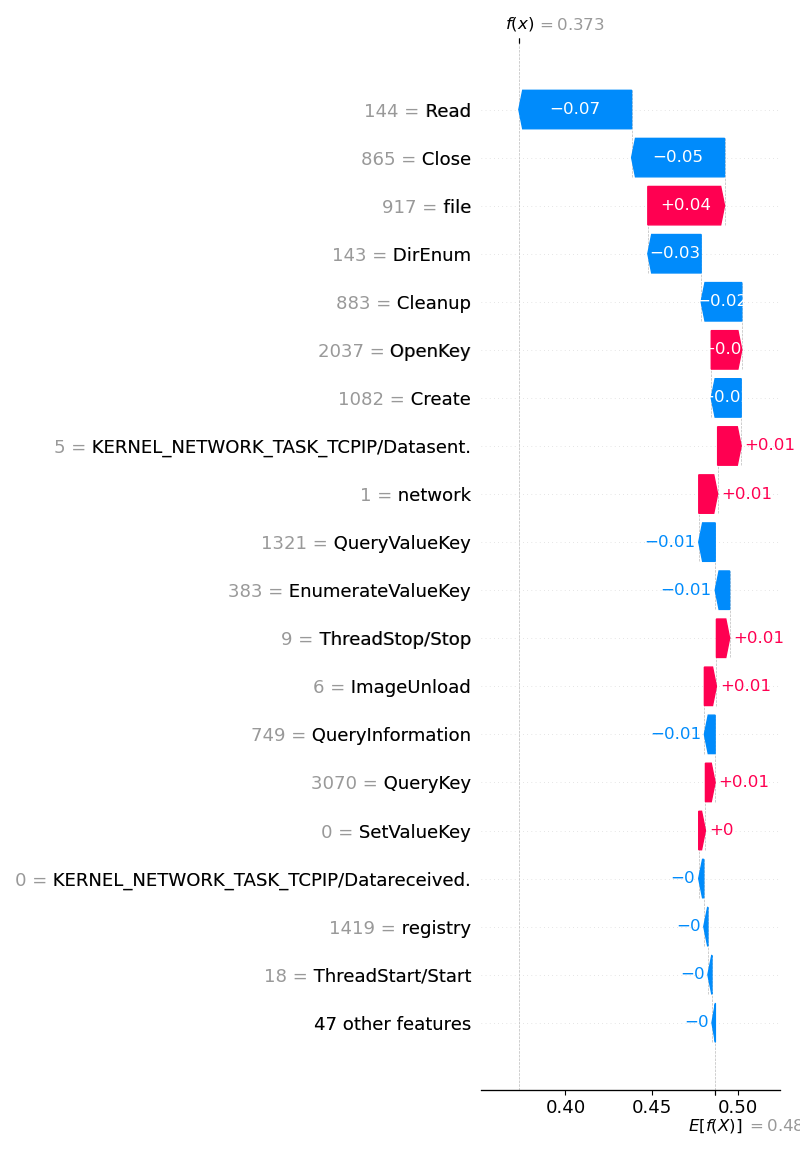 f(x) = 0.373
144 = Read −0.07
865 = Close −0.05
917 = file +0.04
143 = DirEnum −0.03
883 = Cleanup −0.02
2037 = OpenKey
1082 = Create
5 = KERNEL_NETWORK_TASK_TCPIP/Datasent. +0.01
1 = network +0.01
1321 = QueryValueKey −0.01
383 = EnumerateValueKey −0.01
9 = ThreadStop/Stop +0.01
6 = ImageUnload +0.01
749 = QueryInformation −0.01
3070 = QueryKey +0.01
0 = SetValueKey +0
0 = KERNEL_NETWORK_TASK_TCPIP/Datareceived. −0
1419 = registry −0
18 = ThreadStart/Start −0
47 other features −0
0.40 0.45 0.50
E[f(X)] = 0.48